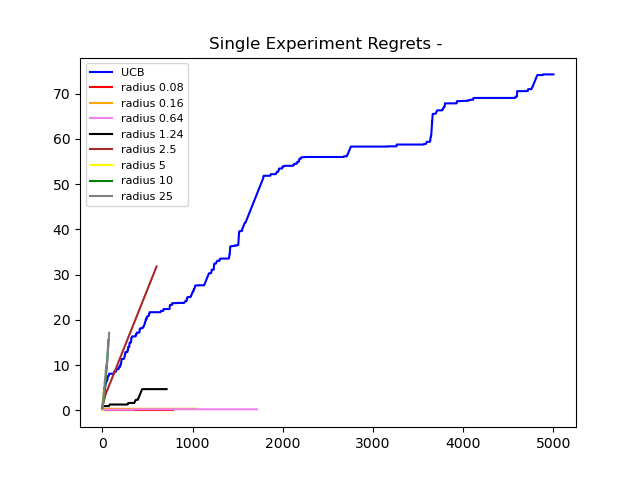 Single Experiment Regrets -
UCB
radius 0.08
radius 0.16
radius 0.64
radius 1.24
radius 2.5
radius 5
radius 10
radius 25
70
60
50
40
30
20
10
0
0 1000 2000 3000 4000 5000